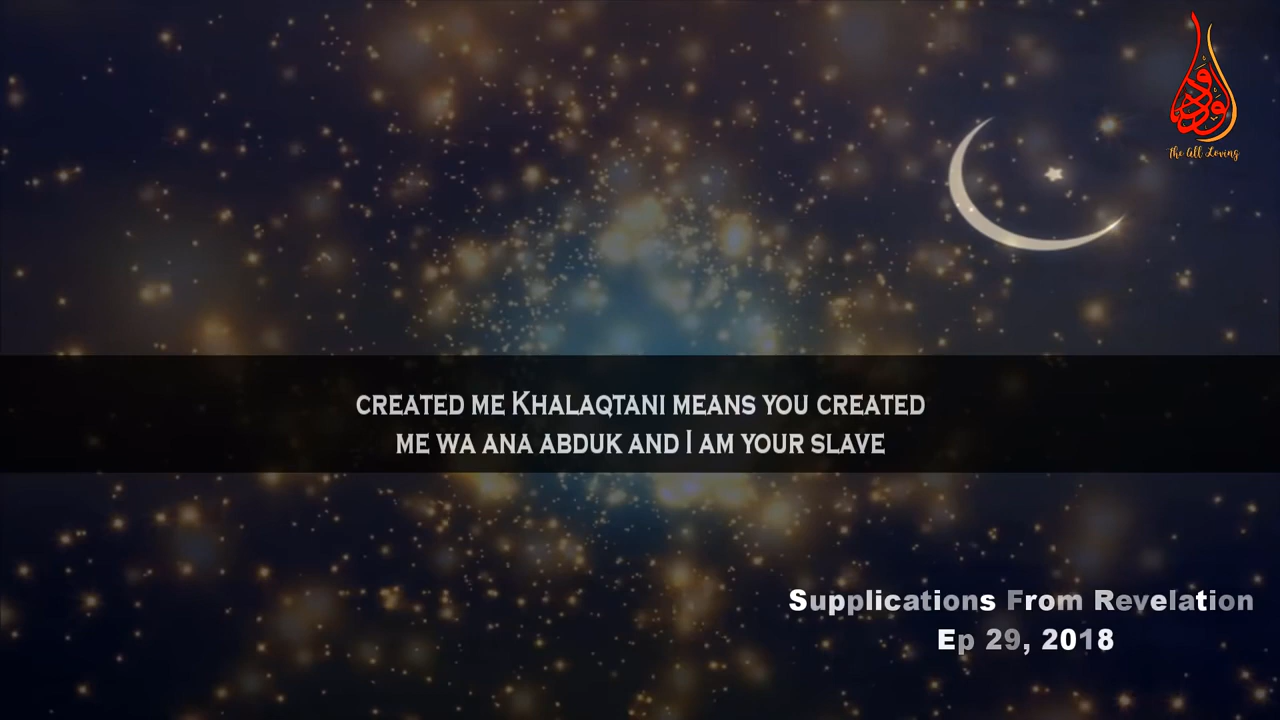 الودود
The All Loving
CREATED ME KHALAQTANI MEANS YOU CREATED
ME WA ANA ABDUK AND I AM YOUR SLAVE
Supplications From Revelation
Ep 29, 2018